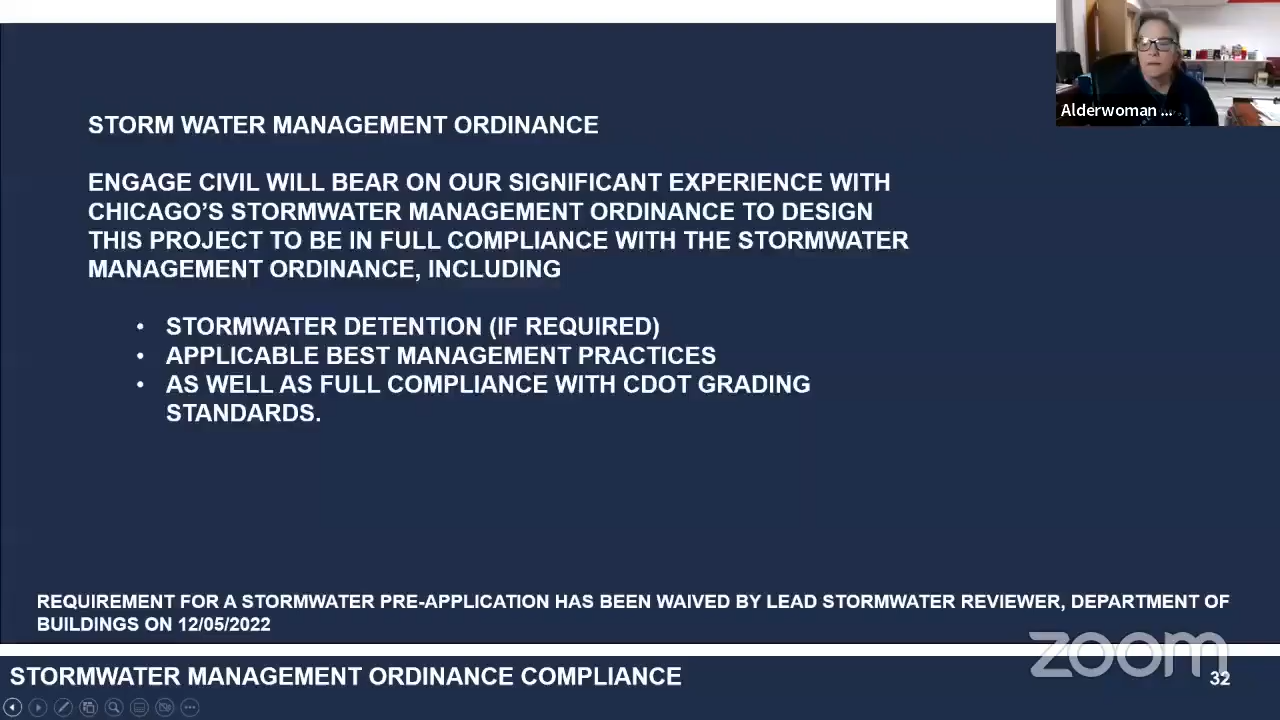 Alderwoman ...
STORM WATER MANAGEMENT ORDINANCE
ENGAGE CIVIL WILL BEAR ON OUR SIGNIFICANT EXPERIENCE WITH
CHICAGO’S STORMWATER MANAGEMENT ORDINANCE TO DESIGN
THIS PROJECT TO BE IN FULL COMPLIANCE WITH THE STORMWATER
MANAGEMENT ORDINANCE, INCLUDING
• STORMWATER DETENTION (IF REQUIRED)
• APPLICABLE BEST MANAGEMENT PRACTICES
• AS WELL AS FULL COMPLIANCE WITH CDOT GRADING
STANDARDS.
REQUIREMENT FOR A STORMWATER PRE-APPLICATION HAS BEEN WAIVED BY LEAD STORMWATER REVIEWER, DEPARTMENT OF
BUILDINGS ON 12/05/2022
zoom
STORMWATER MANAGEMENT ORDINANCE COMPLIANCE
32